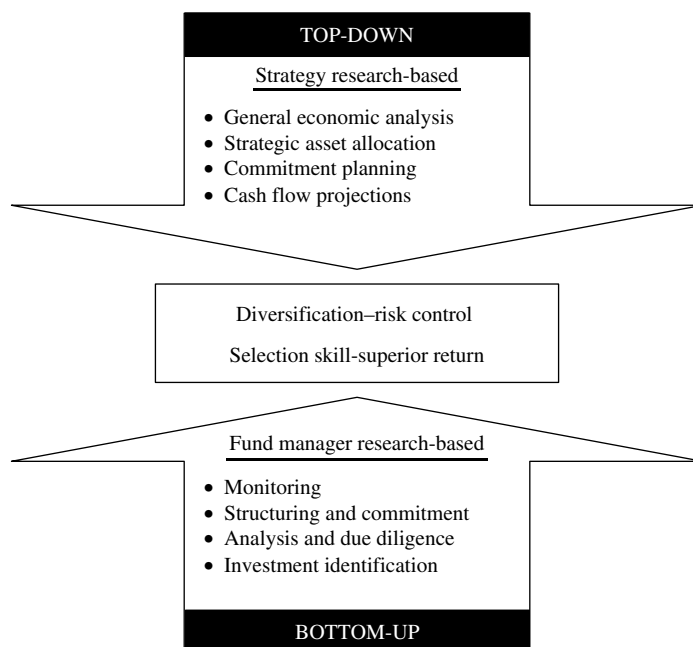 TOP-DOWN
Strategy research-based
• General economic analysis
• Strategic asset allocation
• Commitment planning
• Cash flow projections
Diversification–risk control
Selection skill-superior return
Fund manager research-based
• Monitoring
• Structuring and commitment
• Analysis and due diligence
• Investment identification
BOTTOM-UP